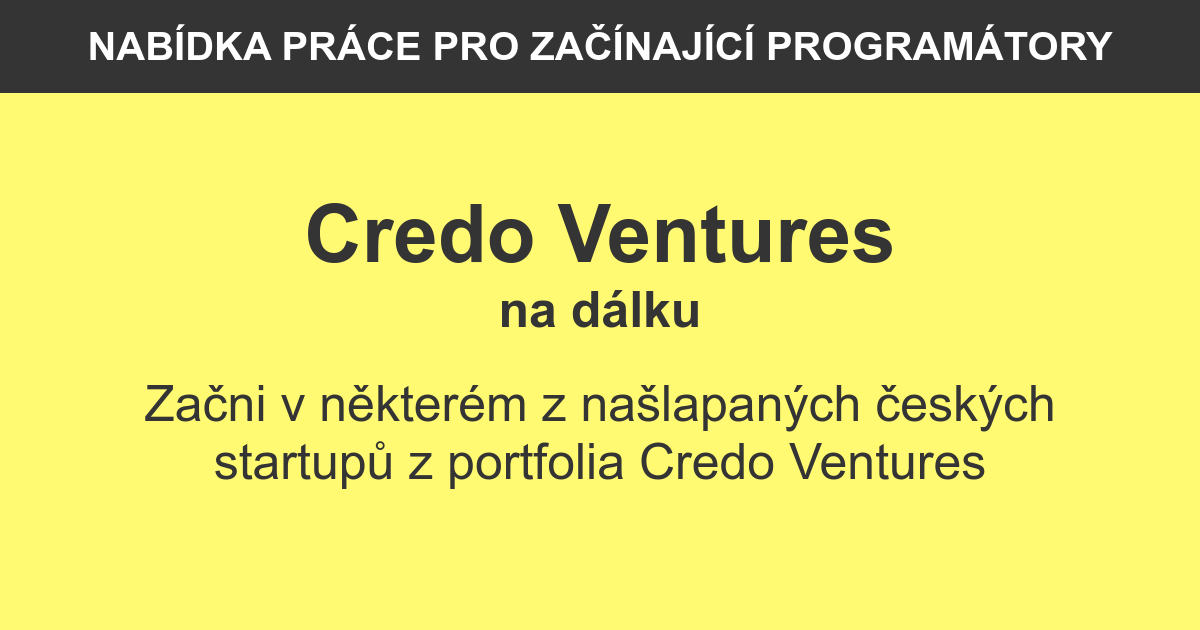 NABÍDKA PRÁCE PRO ZAČÍNAJÍCÍ PROGRAMÁTORY
Credo Ventures
na dálku
Začni v některém z našlapaných českých
startupů z portfolia Credo Ventures